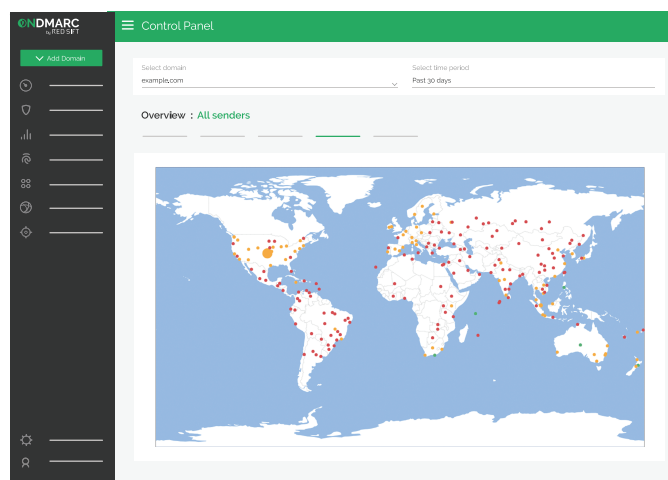 ONDMARC
by RED SIFT
Control Panel
Add Domain
Select domain
Select time period
example.com
Past 30 days
Overview : All senders